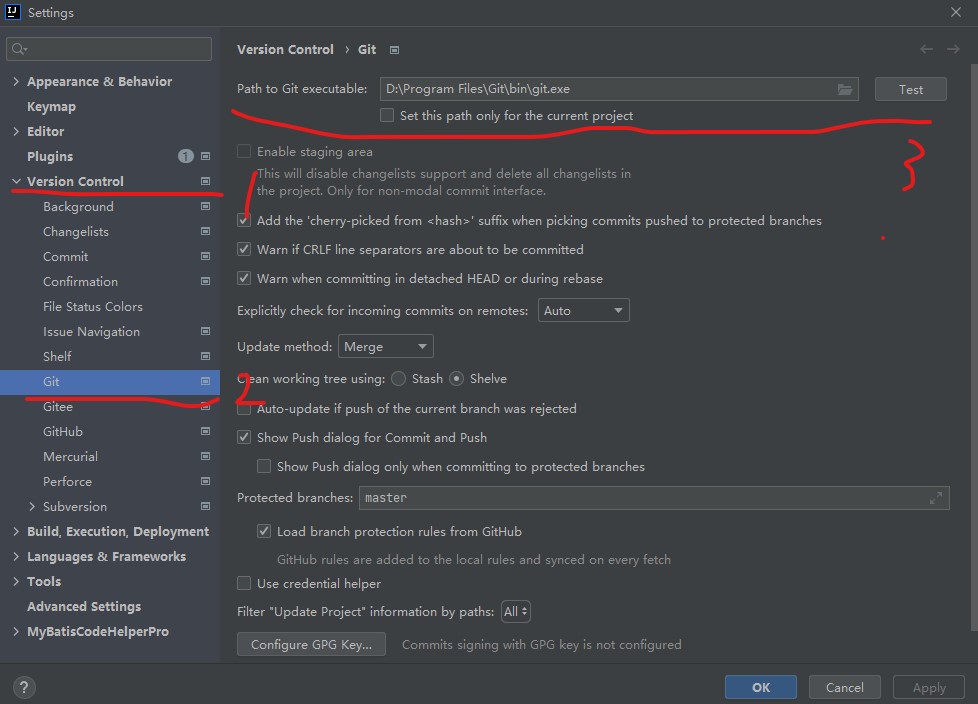 Settings
Version Control › Git
Appearance & Behavior
Keymap
Editor
Plugins 1
Version Control
Background
Changelists
Commit
Confirmation
File Status Colors
Issue Navigation
Shelf
Git
Gitee
GitHub
Mercurial
Perforce
Subversion
Build, Execution, Deployment
Languages & Frameworks
Tools
Advanced Settings
MyBatisCodeHelperPro
Path to Git executable: D:\Program Files\Git\bin\git.exe Test
Set this path only for the current project
3
Enable staging area
This will disable changelists support and delete all changelists in
the project. Only for non-modal commit interface.
1
Add the 'cherry-picked from <hash>' suffix when picking commits pushed to protected branches
Warn if CRLF line separators are about to be committed
Warn when committing in detached HEAD or during rebase
Explicitly check for incoming commits on remotes: Auto
Update method: Merge
Clean working tree using: Stash Shelve
2
Auto-update if push of the current branch was rejected
Show Push dialog for Commit and Push
Show Push dialog only when committing to protected branches
Protected branches: master
Load branch protection rules from GitHub
GitHub rules are added to the local rules and synced on every fetch
Use credential helper
Filter "Update Project" information by paths: All
Configure GPG Key... Commits signing with GPG key is not configured
? OK Cancel Apply